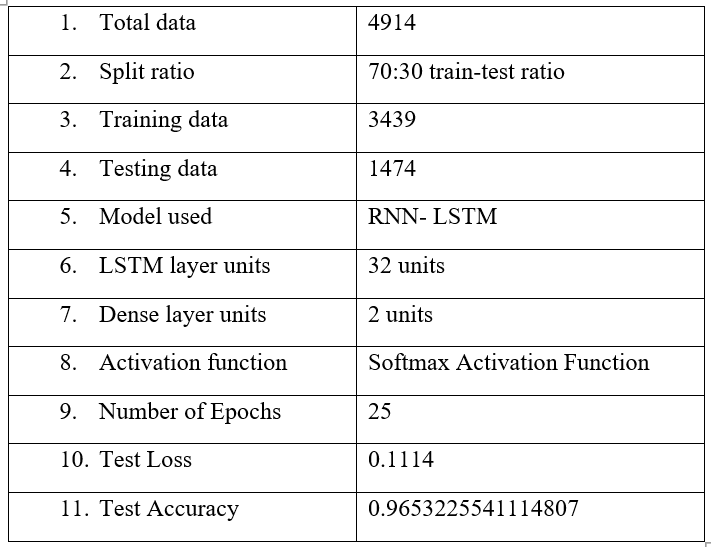 1. Total data 4914
2. Split ratio 70:30 train-test ratio
3. Training data 3439
4. Testing data 1474
5. Model used RNN- LSTM
6. LSTM layer units 32 units
7. Dense layer units 2 units
8. Activation function Softmax Activation Function
9. Number of Epochs 25
10. Test Loss 0.1114
11. Test Accuracy 0.9653225541114807